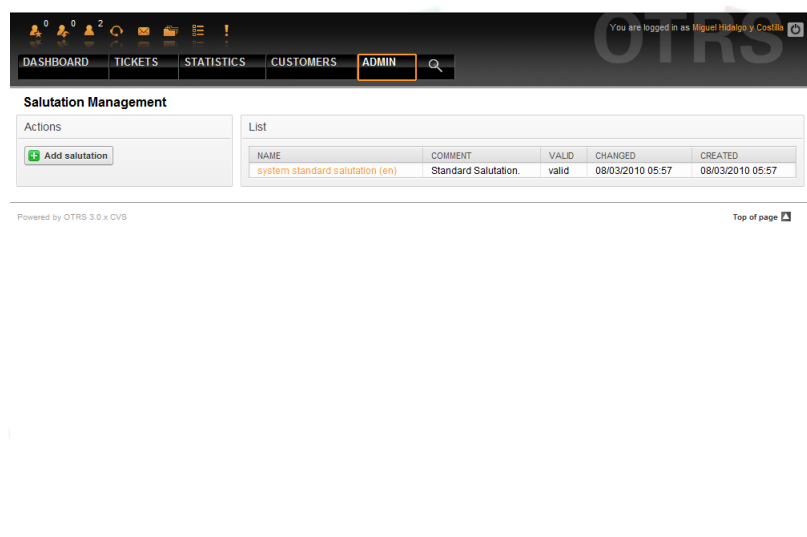 0 0 2
You are logged in as Miguel Hidalgo y Costilla
OTRS
DASHBOARD TICKETS STATISTICS CUSTOMERS ADMIN
Salutation Management
Actions
Add salutation
List
NAME COMMENT VALID CHANGED CREATED
system standard salutation (en) Standard Salutation. valid 08/03/2010 05:57 08/03/2010 05:57
Powered by OTRS 3.0.x CVS
Top of page